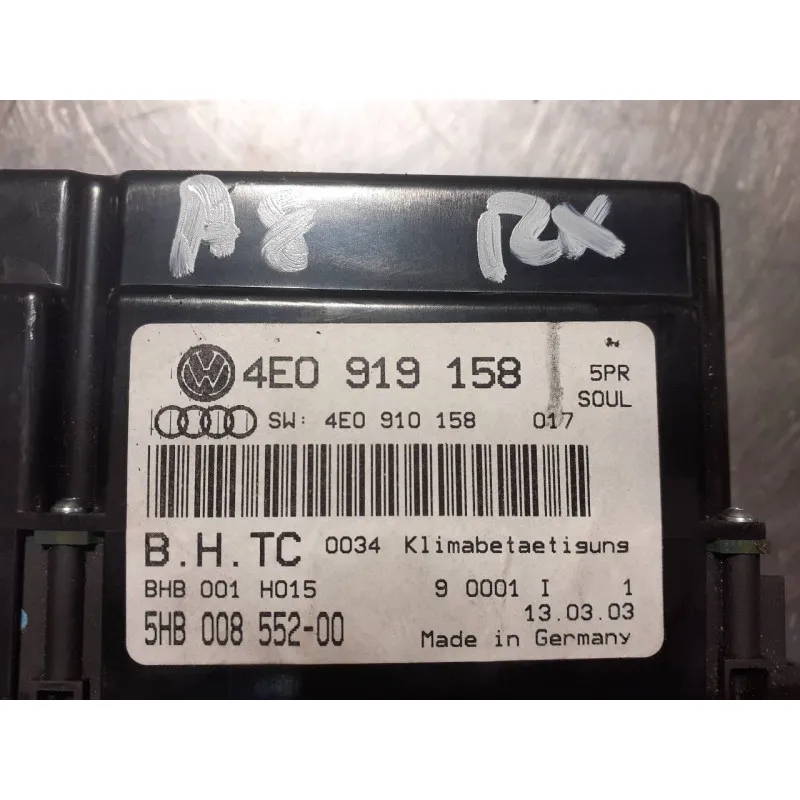 A8 RX
4E0 919 158 5PR
SOUL
SW: 4E0 910 158 017
B.H.TC 0034 Klimabetaetigung
BHB 001 H015 9 0001 I 1
13.03.03
5HB 008 552-00 Made in Germany